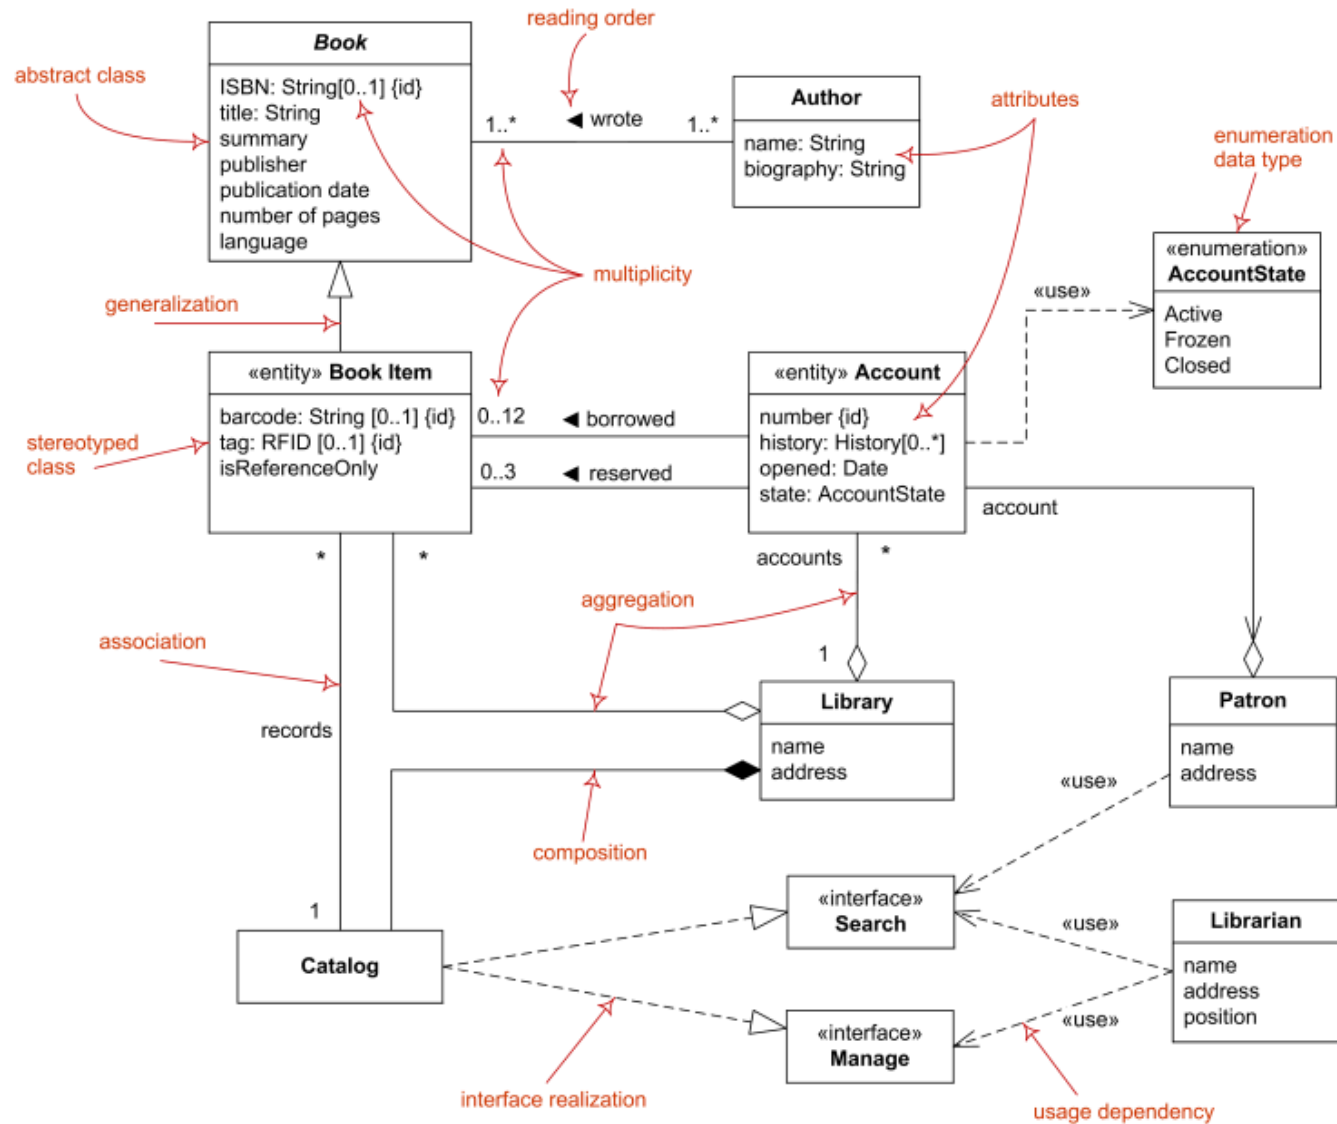 reading order
Book
abstract class
ISBN: String[0..1] {id}
title: String
summary
publisher
publication date
number of pages
language
1..*
◄ wrote
1..*
Author
name: String
biography: String
attributes
enumeration
data type
«enumeration»
AccountState
Active
Frozen
Closed
multiplicity
generalization
«use»
«entity» Book Item
barcode: String [0..1] {id}
tag: RFID [0..1] {id}
isReferenceOnly
stereotyped
class
0..12
◄ borrowed
0..3
◄ reserved
«entity» Account
number {id}
history: History[0..*]
opened: Date
state: AccountState
account
*
*
accounts
*
aggregation
association
1
records
Library
name
address
Patron
name
address
«use»
composition
1
Catalog
«interface»
Search
«use»
Librarian
name
address
position
«interface»
Manage
«use»
interface realization
usage dependency